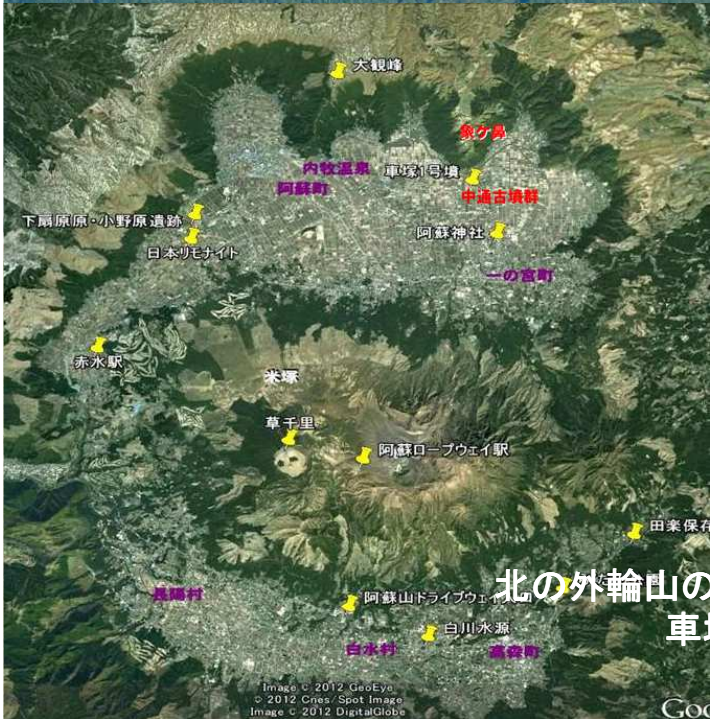 大観峰
象ケ鼻
内牧温泉
車塚1号墳
阿蘇町
中通古墳群
下扇原原・小野原遺跡
阿蘇神社
日本リモナイト
一の宮町
赤水駅
米塚
草千里
阿蘇ロープウェイ駅
田楽保存
北の外輪山の
長陽村
阿蘇山ドライブウェイ
車塚
白川水源
白水村
高森町
Image © 2012 GeoEye
© 2012 Cnes/Spot Image
Image © 2012 DigitalGlobe
Goo